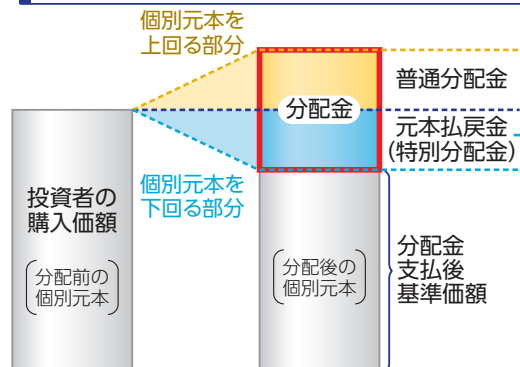 個別元本を
上回る部分
普通分配金
分配金
元本払戻金
(特別分配金)
個別元本を
下回る部分
投資者の
購入価額
(分配前の
個別元本)
(分配後の
個別元本)
分配金
支払後
基準価額